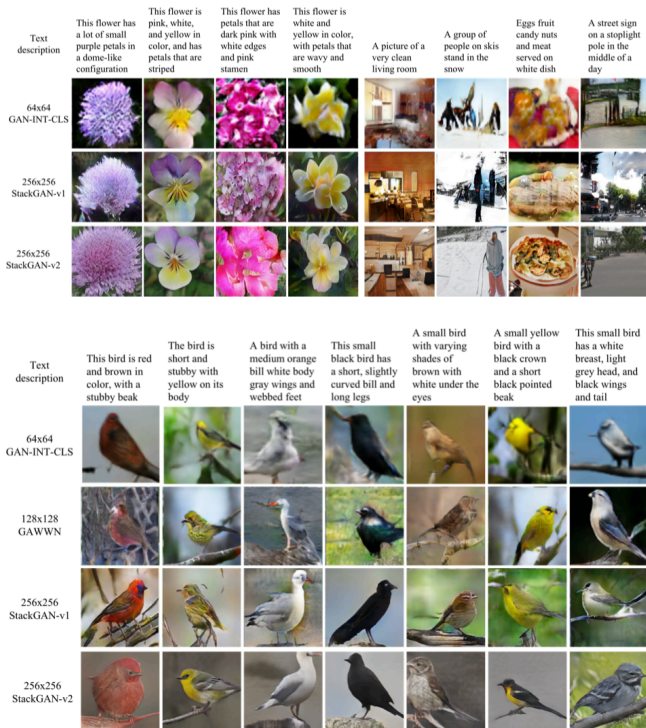 Text
description
This flower has
a lot of small
purple petals in
a dome-like
configuration
This flower is
pink, white,
and yellow in
color, and has
petals that are
striped
This flower has
petals that are
dark pink with
white edges
and pink
stamen
This flower is
white and
yellow in color,
with petals that
are wavy and
smooth
A picture of a
very clean
living room
A group of
people on skis
stand in the
snow
Eggs fruit
candy nuts
and meat
served on
white dish
A street sign
on a stoplight
pole in the
middle of a
day
64x64
GAN-INT-CLS
256x256
StackGAN-v1
256x256
StackGAN-v2
Text
description
This bird is red
and brown in
color, with a
stubby beak
The bird is
short and
stubby with
yellow on its
body
A bird with a
medium orange
bill white body
gray wings and
webbed feet
This small
black bird has
a short, slightly
curved bill and
long legs
A small bird
with varying
shades of
brown with
white under the
eyes
A small yellow
bird with a
black crown
and a short
black pointed
beak
This small bird
has a white
breast, light
grey head, and
black wings
and tail
64x64
GAN-INT-CLS
128x128
GAWWN
256x256
StackGAN-v1
256x256
StackGAN-v2